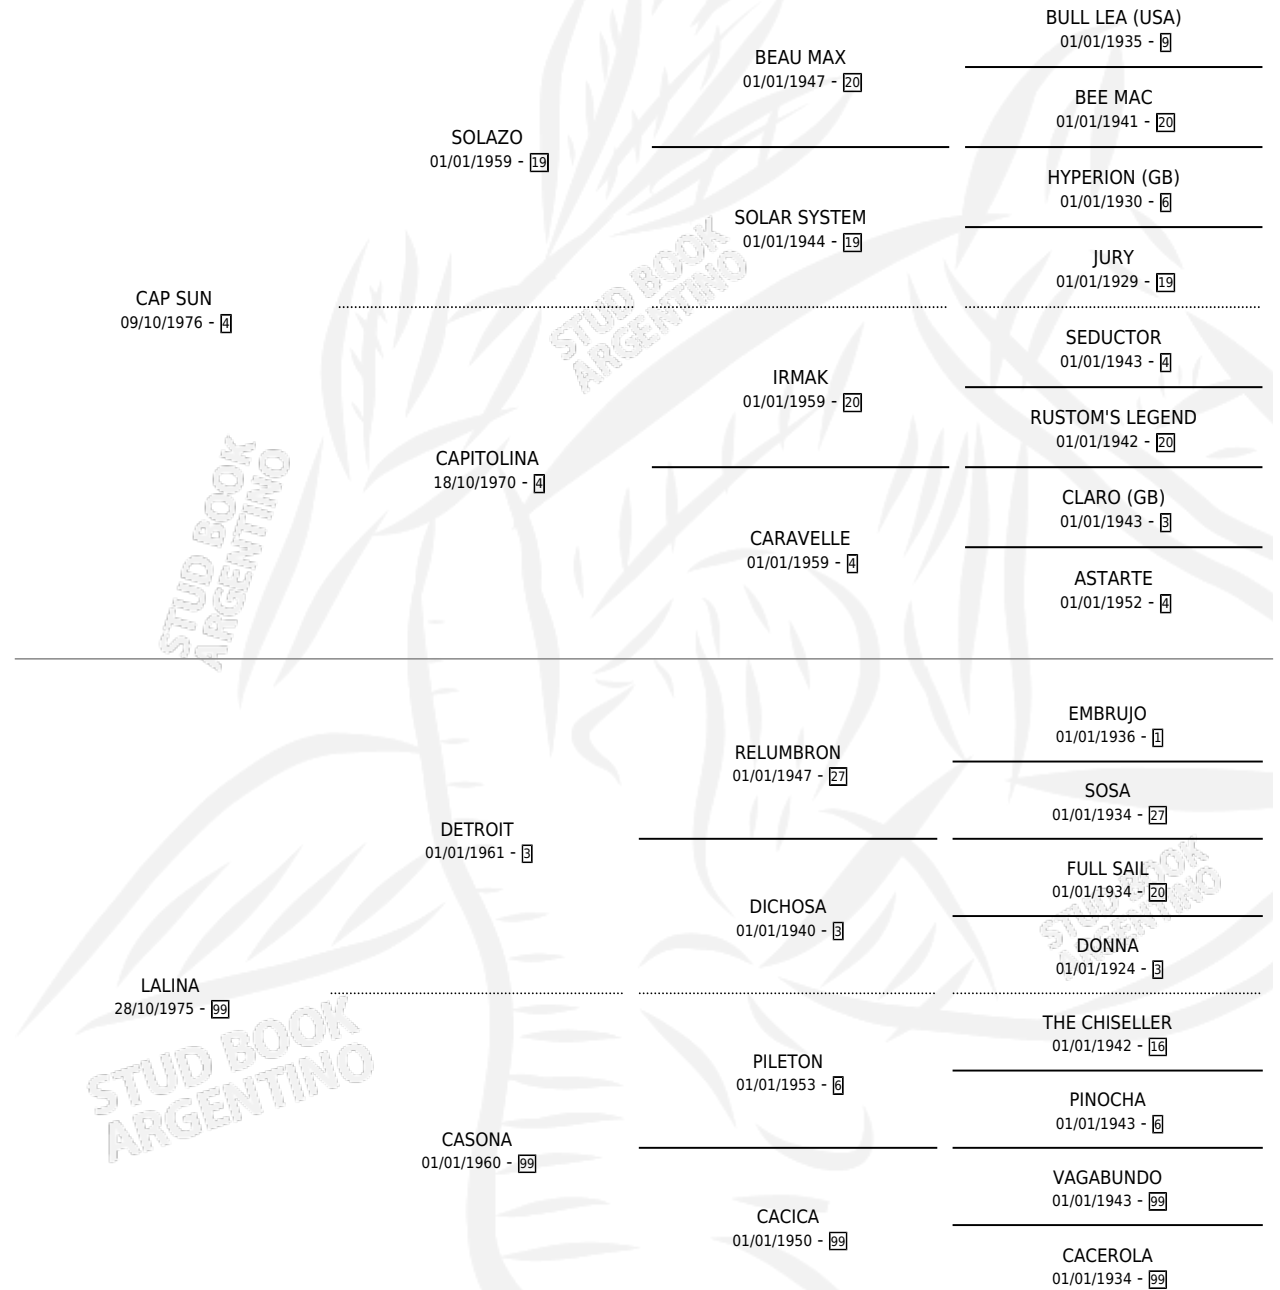 BULL LEA (USA)
01/01/1935 - 9
BEAU MAX
01/01/1947 - 20
BEE MAC
01/01/1941 - 20
SOLAZO
01/01/1959 - 19
HYPERION (GB)
01/01/1930 - 6
SOLAR SYSTEM
01/01/1944 - 19
JURY
01/01/1929 - 19
CAP SUN
09/10/1976 - 4
STUD BOOK
ARGENTINO
SEDUCTOR
01/01/1943 - 4
IRMAK
01/01/1959 - 20
RUSTOM'S LEGEND
01/01/1942 - 20
CAPITOLINA
18/10/1970 - 4
CLARO (GB)
01/01/1943 - 3
CARAVELLE
01/01/1959 - 4
ASTARTE
01/01/1952 - 4
STUD BOOK
ARGENTINO
EMBRUJO
01/01/1936 - 1
RELUMBRON
01/01/1947 - 27
SOSA
01/01/1934 - 27
DETROIT
01/01/1961 - 3
FULL SAIL
01/01/1934 - 20
DICHOSA
01/01/1940 - 3
DONNA
01/01/1924 - 3
STUD BOOK
ARGENTINO
LALINA
28/10/1975 - 99
STUD BOOK
ARGENTINO
THE CHISELLER
01/01/1942 - 16
PILETON
01/01/1953 - 6
PINOCHA
01/01/1943 - 6
CASONA
01/01/1960 - 99
VAGABUNDO
01/01/1943 - 99
CACICA
01/01/1950 - 99
CACEROLA
01/01/1934 - 99